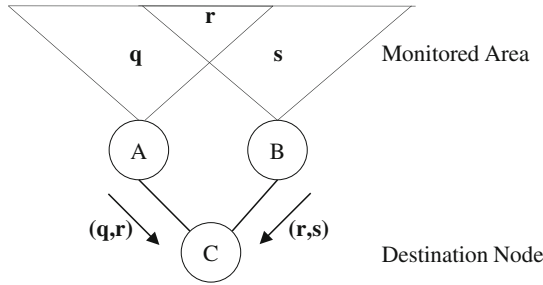 r
q s Monitored Area
A B
(q,r) (r,s)
C Destination Node